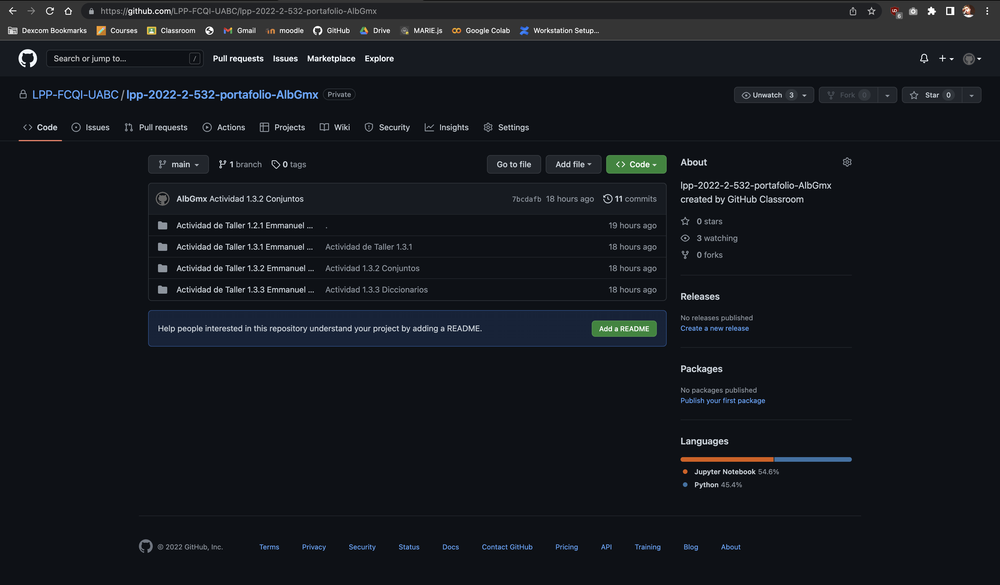 https://github.com/LPP-FCQI-UABC/lpp-2022-2-532-portafolio-AlbGmx
6
Dexcom Bookmarks Courses Classroom Gmail moodle GitHub Drive MARIE.js Google Colab Workstation Setup...
Search or jump to... / Pull requests Issues Marketplace Explore
LPP-FCQI-UABC / lpp-2022-2-532-portafolio-AlbGmx Private
Unwatch 3 Fork 0 Star 0
Code Issues Pull requests Actions Projects Wiki Security Insights Settings
main 1 branch 0 tags Go to file Add file Code
AlbGmx Actividad 1.3.2 Conjuntos 7bcdafb 18 hours ago 11 commits
Actividad de Taller 1.2.1 Emmanuel ... . 19 hours ago
Actividad de Taller 1.3.1 Emmanuel ... Actividad de Taller 1.3.1 18 hours ago
Actividad de Taller 1.3.2 Emmanuel ... Actividad 1.3.2 Conjuntos 18 hours ago
Actividad de Taller 1.3.3 Emmanuel ... Actividad 1.3.3 Diccionarios 18 hours ago
Help people interested in this repository understand your project by adding a README. Add a README
About
lpp-2022-2-532-portafolio-AlbGmx
created by GitHub Classroom
0 stars
3 watching
0 forks
Releases
No releases published
Create a new release
Packages
No packages published
Publish your first package
Languages
Jupyter Notebook 54.6%
Python 45.4%
© 2022 GitHub, Inc. Terms Privacy Security Status Docs Contact GitHub Pricing API Training Blog About